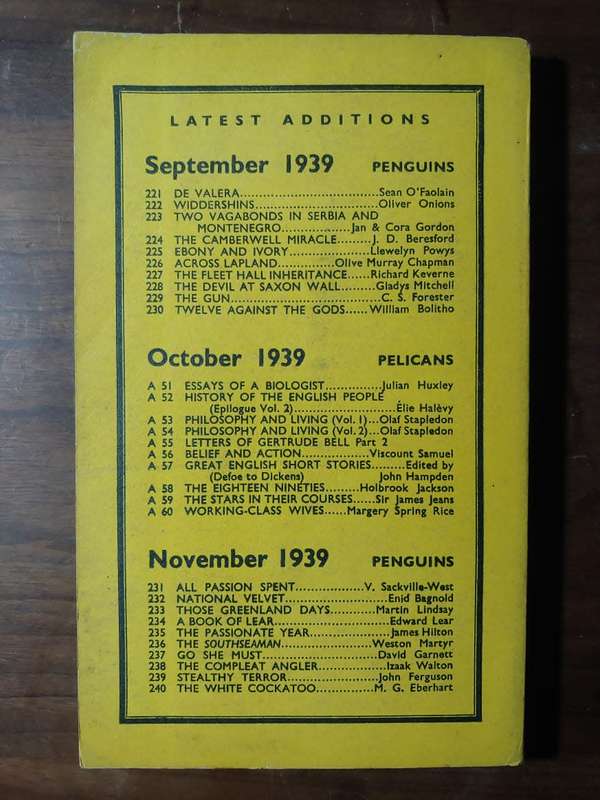 LATEST ADDITIONS
September 1939 PENGUINS
221 DE VALERA......................................Sean O'Faolain
222 WIDDERSHINS..................................Oliver Onions
223 TWO VAGABONDS IN SERBIA AND
MONTENEGRO...................Jan & Cora Gordon
224 THE CAMBERWELL MIRACLE.........J. D. Beresford
225 EBONY AND IVORY......................Llewelyn Powys
226 ACROSS LAPLAND................Olive Murray Chapman
227 THE FLEET HALL INHERITANCE......Richard Keverne
228 THE DEVIL AT SAXON WALL.........Gladys Mitchell
229 THE GUN.........................................C. S. Forester
230 TWELVE AGAINST THE GODS......William Bolitho
October 1939 PELICANS
A 51 ESSAYS OF A BIOLOGIST...............Julian Huxley
A 52 HISTORY OF THE ENGLISH PEOPLE
(Epilogue Vol. 2)............................Élie Halèvy
A 53 PHILOSOPHY AND LIVING (Vol. 1)...Olaf Stapledon
A 54 PHILOSOPHY AND LIVING (Vol. 2)...Olaf Stapledon
A 55 LETTERS OF GERTRUDE BELL Part 2
A 56 BELIEF AND ACTION..................Viscount Samuel
A 57 GREAT ENGLISH SHORT STORIES.........Edited by
(Defoe to Dickens) John Hampden
A 58 THE EIGHTEEN NINETIES.........Holbrook Jackson
A 59 THE STARS IN THEIR COURSES......Sir James Jeans
A 60 WORKING-CLASS WIVES......Margery Spring Rice
November 1939 PENGUINS
231 ALL PASSION SPENT...................V. Sackville-West
232 NATIONAL VELVET............................Enid Bagnold
233 THOSE GREENLAND DAYS............Martin Lindsay
234 A BOOK OF LEAR................................Edward Lear
235 THE PASSIONATE YEAR......................James Hilton
236 THE SOUTHSEAMAN.........................Weston Martyr
237 GO SHE MUST................................David Garnett
238 THE COMPLEAT ANGLER...................Izaak Walton
239 STEALTHY TERROR.........................John Ferguson
240 THE WHITE COCKATOO................M. G. Eberhart